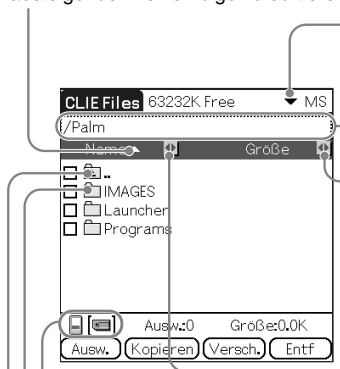 CLIE Files 63232K Free MS
/Palm
Name Größe
..
IMAGES
Launcher
Programs
Ausw.:0 Größe:0.0K
Ausw. Kopieren Versch. Entf